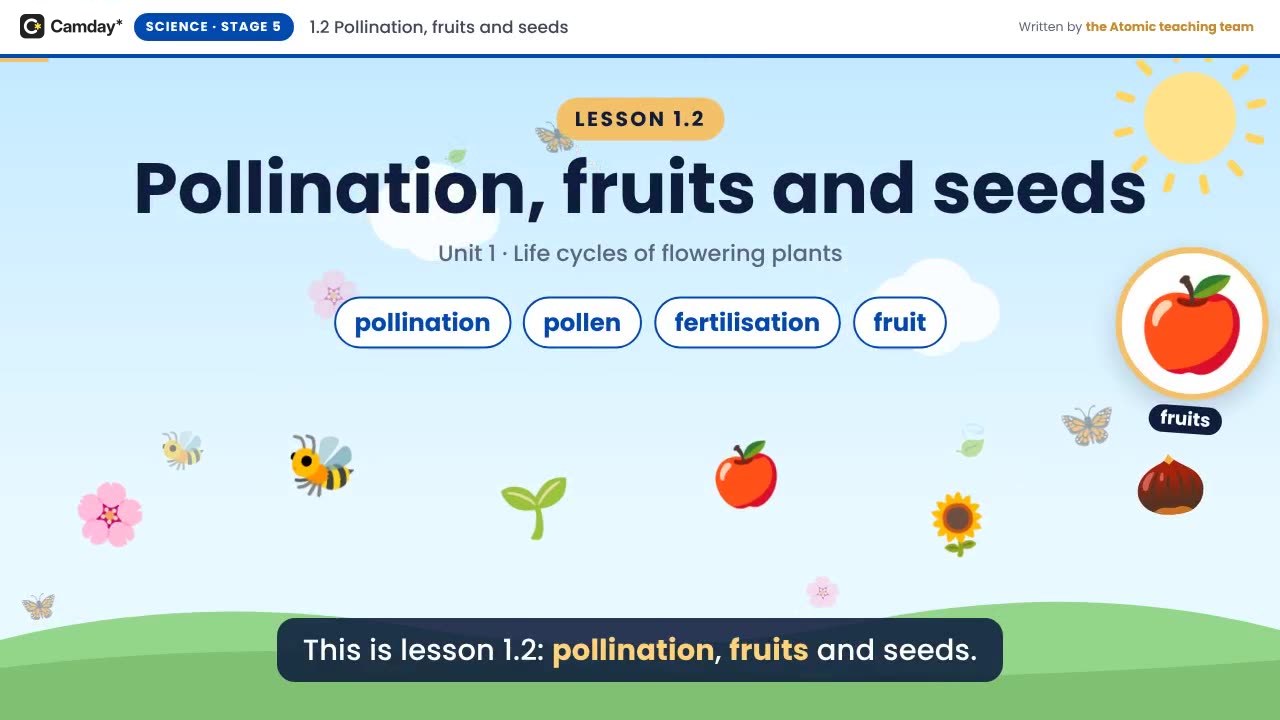 Camday*
SCIENCE · STAGE 5
1.2 Pollination, fruits and seeds
Written by the Atomic teaching team
LESSON 1.2
Pollination, fruits and seeds
Unit 1 · Life cycles of flowering plants
pollination
pollen
fertilisation
fruit
fruits
This is lesson 1.2: pollination, fruits and seeds.